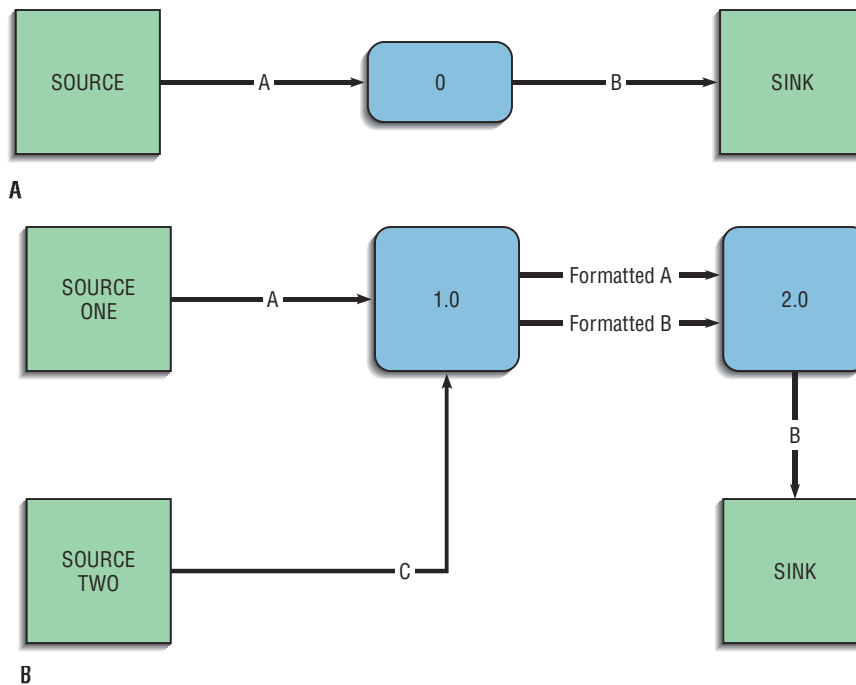 SOURCE
A
0
B
SINK
A
SOURCE
ONE
A
1.0
Formatted A
Formatted B
2.0
B
SOURCE
TWO
C
SINK
B